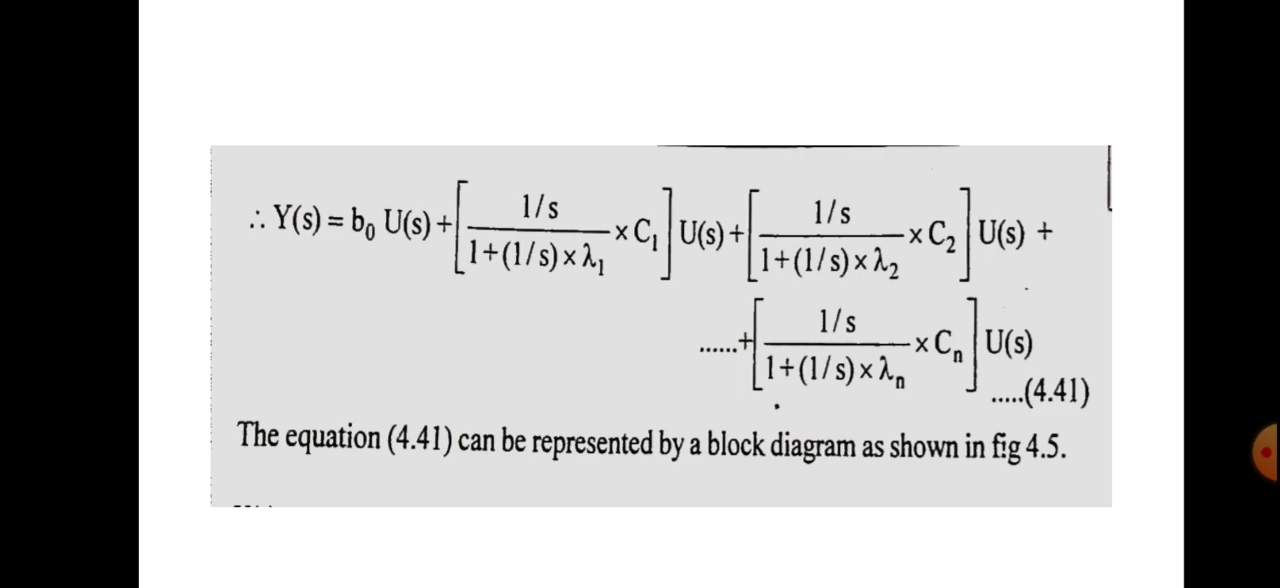 ∴ Y(s) = b₀ U(s) + [ 1/s / 1+(1/s)×λ₁ × C₁ ] U(s) + [ 1/s / 1+(1/s)×λ₂ × C₂ ] U(s) +
......+ [ 1/s / 1+(1/s)×λₙ × Cₙ ] U(s)
.....(4.41)
The equation (4.41) can be represented by a block diagram as shown in fig 4.5.